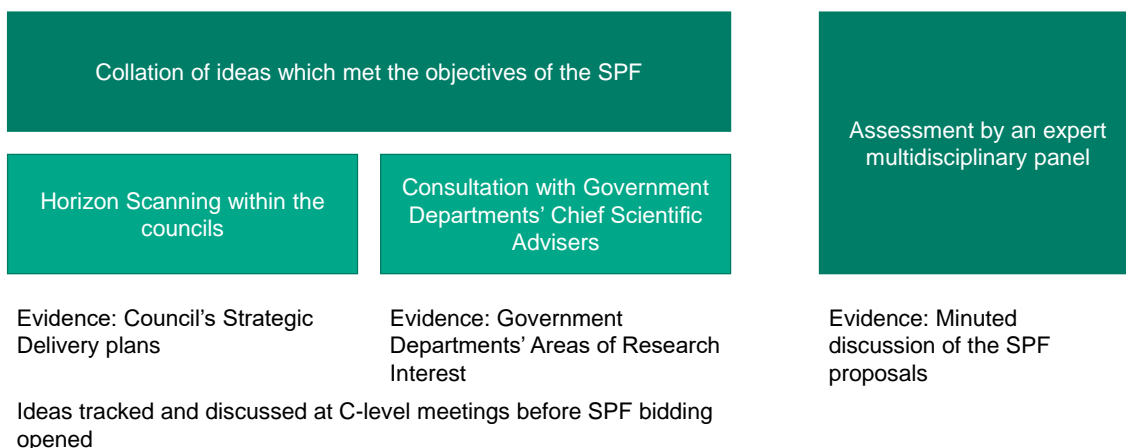 Collation of ideas which met the objectives of the SPF
Horizon Scanning within the
councils
Consultation with Government
Departments' Chief Scientific
Advisers
Evidence: Council's Strategic
Delivery plans
Evidence: Government
Departments' Areas of Research
Interest
Ideas tracked and discussed at C-level meetings before SPF bidding
opened
Assessment by an expert
multidisciplinary panel
Evidence: Minuted
discussion of the SPF
proposals